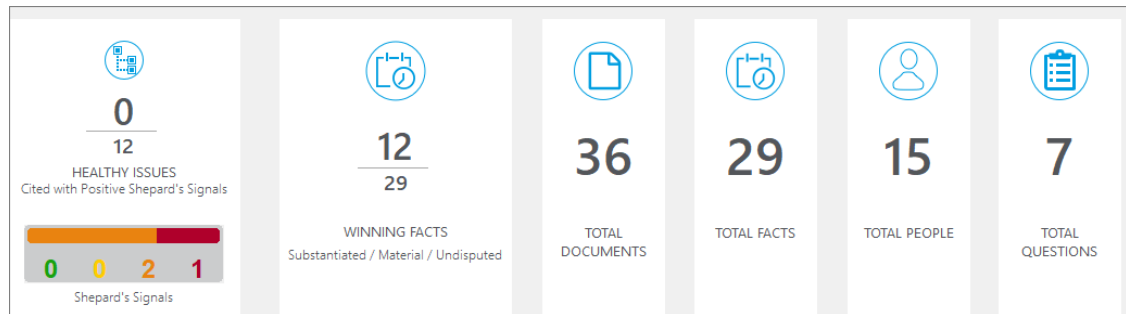 0
12
HEALTHY ISSUES
Cited with Positive Shepard's Signals
0 0 2 1
Shepard's Signals
12
29
WINNING FACTS
Substantiated / Material / Undisputed
36
TOTAL
DOCUMENTS
29
TOTAL FACTS
15
TOTAL PEOPLE
7
TOTAL
QUESTIONS